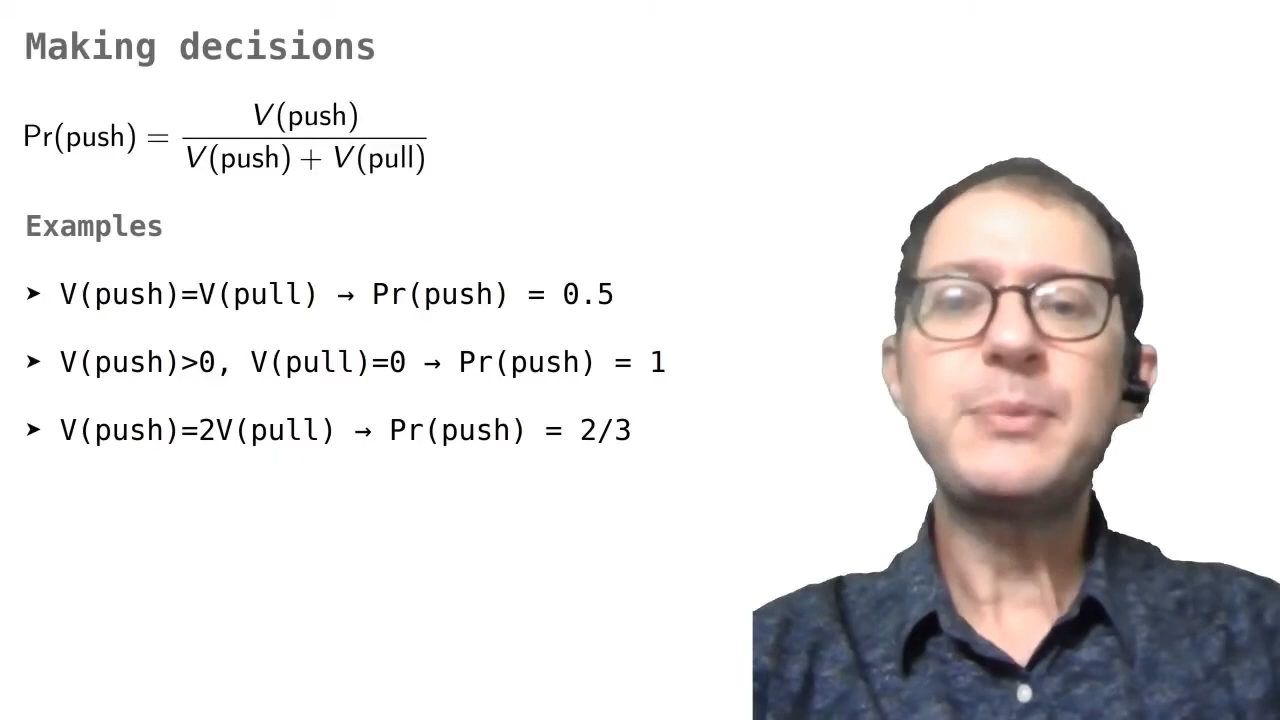 Making decisions
Pr(push) = V(push) / V(push) + V(pull)
Examples
➤ V(push)=V(pull) → Pr(push) = 0.5
➤ V(push)>0, V(pull)=0 → Pr(push) = 1
➤ V(push)=2V(pull) → Pr(push) = 2/3